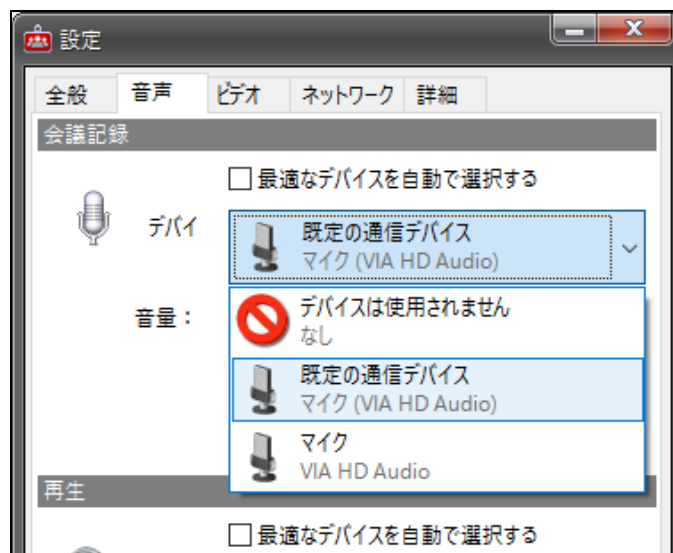 設定
全般 音声 ビデオ ネットワーク 詳細
会議記録
最適なデバイスを自動で選択する
デバイ
既定の通信デバイス
マイク (VIA HD Audio)
音量：
デバイスは使用されません
なし
既定の通信デバイス
マイク (VIA HD Audio)
マイク
VIA HD Audio
再生
最適なデバイスを自動で選択する